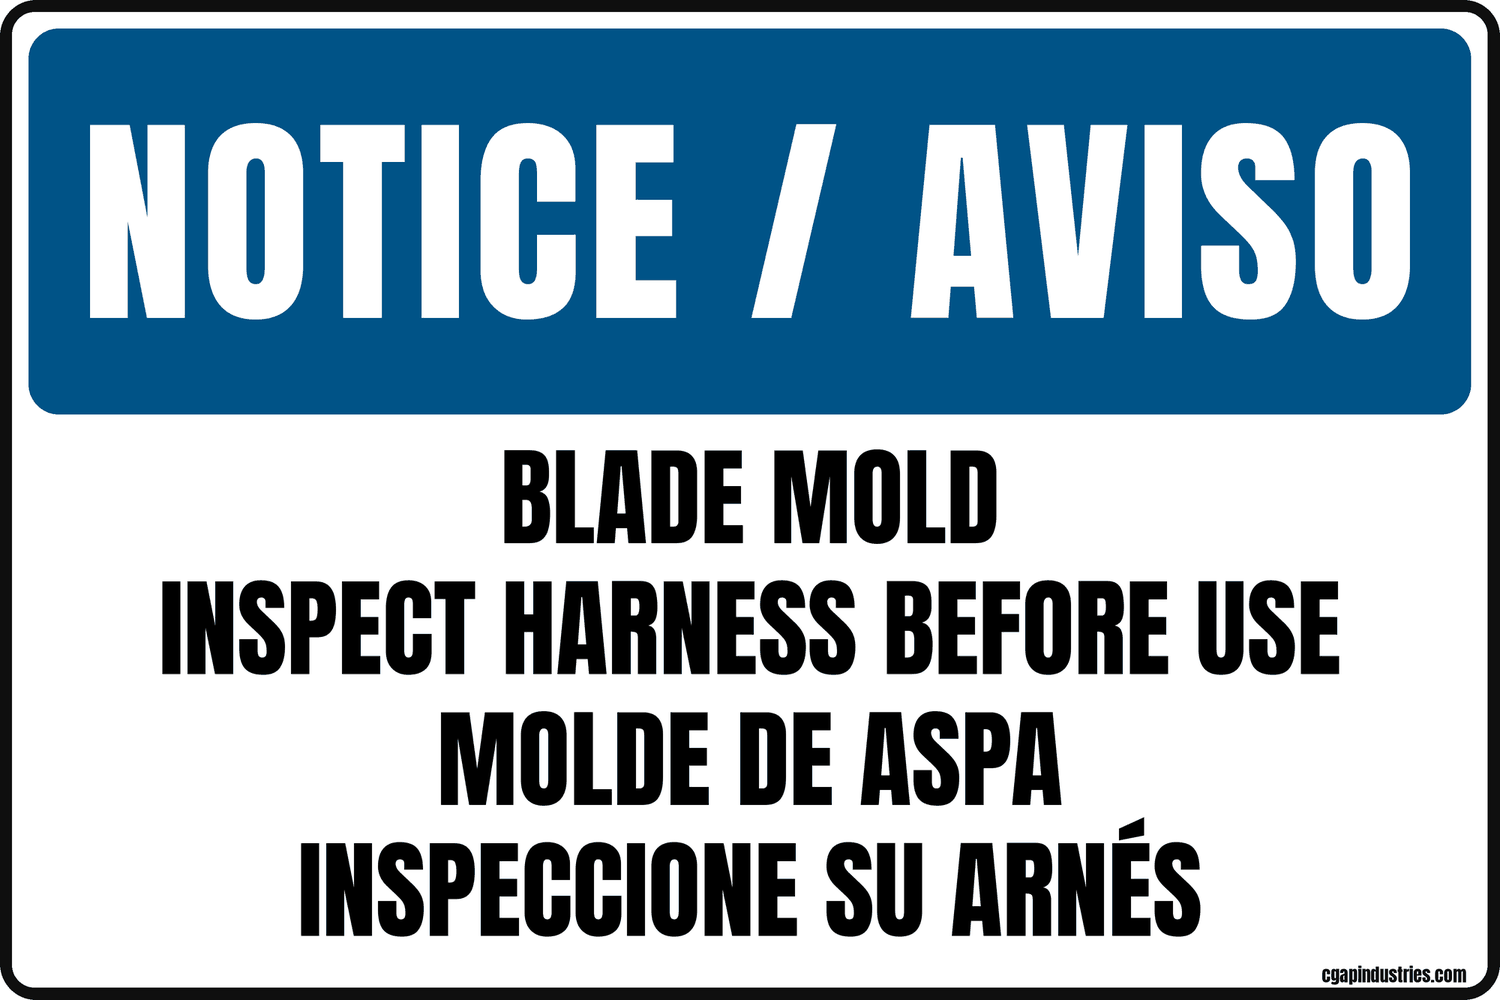 NOTICE / AVISO
BLADE MOLD
INSPECT HARNESS BEFORE USE
MOLDE DE ASPA
INSPECCIONE SU ARNÉS
cgapindustries.com